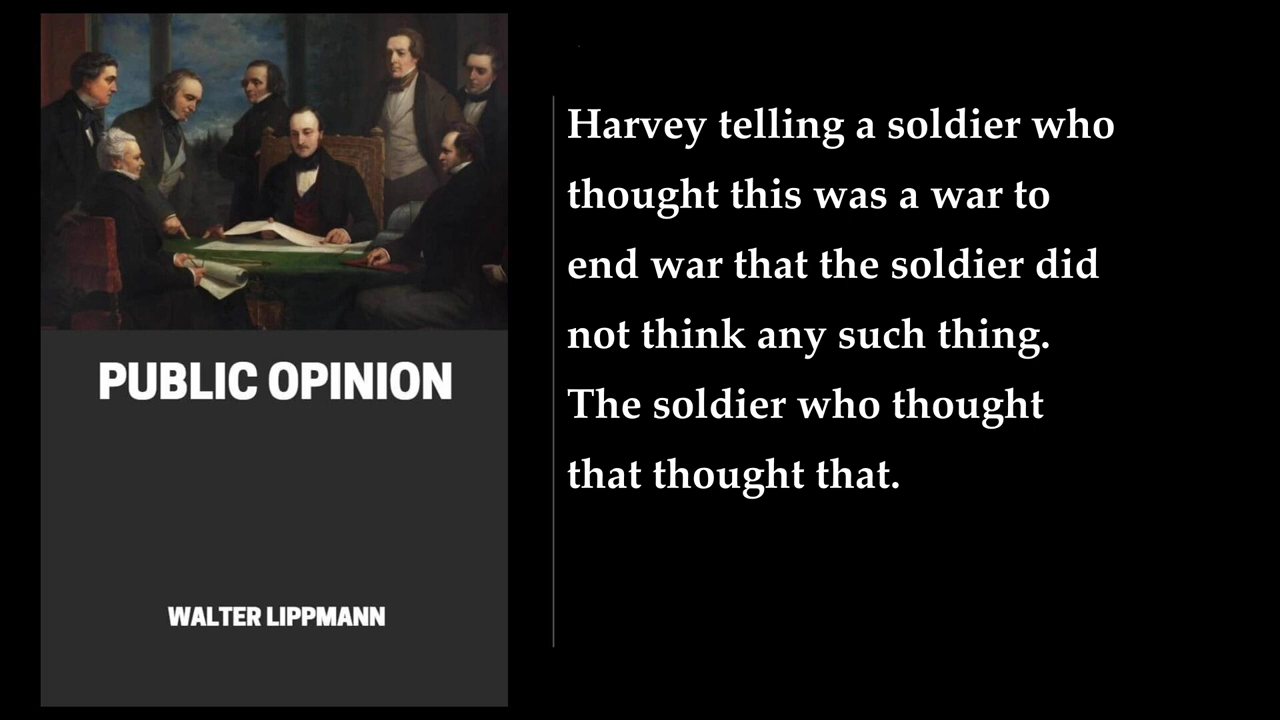 PUBLIC OPINION
WALTER LIPPMANN
Harvey telling a soldier who
thought this was a war to
end war that the soldier did
not think any such thing.
The soldier who thought
that thought that.